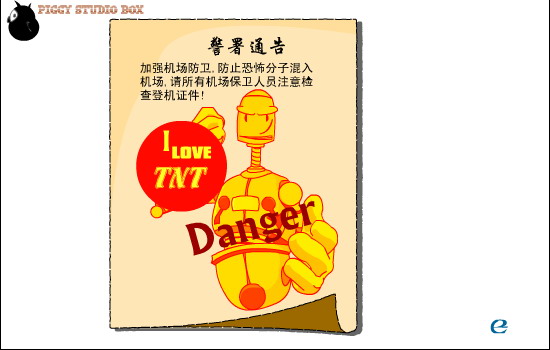 PIGGY STUDIO BOX
警署通告
加强机场防卫,防止恐怖分子混入
机场,请所有机场保卫人员注意检
查登机证件!
I
LOVE
TNT
Danger
e